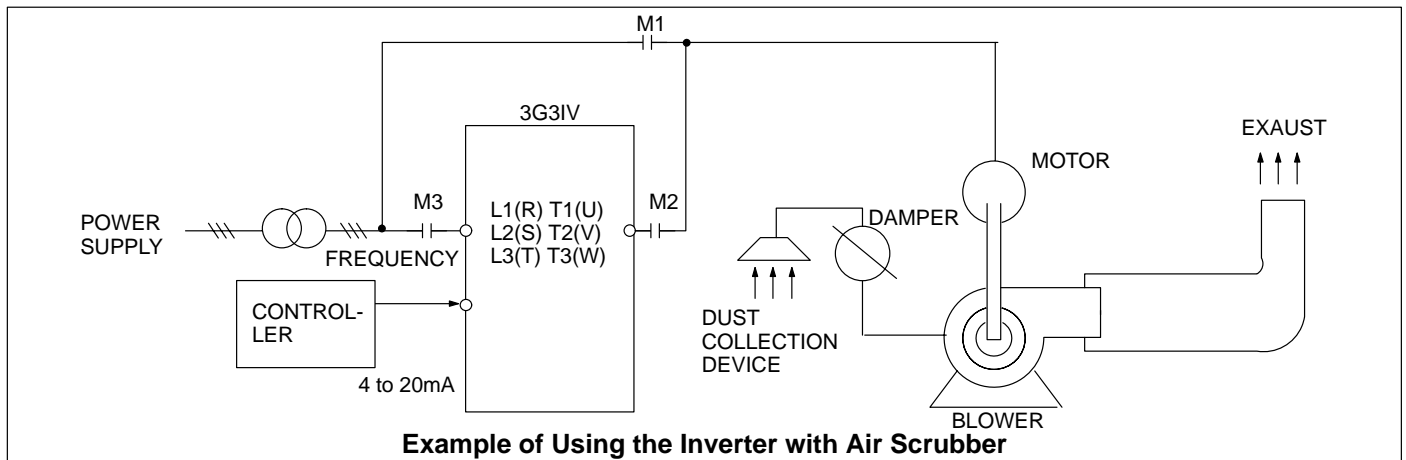 M1
3G3IV
EXAUST
MOTOR
M3
M2
L1(R) T1(U)
L2(S) T2(V)
L3(T) T3(W)
POWER
SUPPLY
DAMPER
FREQUENCY
CONTROL-
LER
DUST
COLLECTION
DEVICE
4 to 20mA
BLOWER
Example of Using the Inverter with Air Scrubber